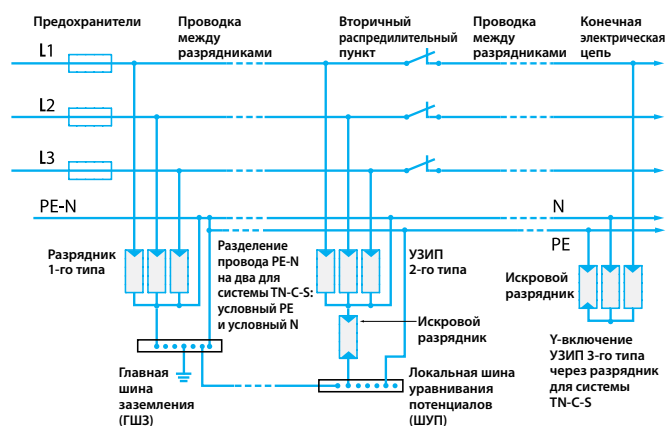 Предохранители
Проводка
между
разрядниками
Вторичный
распредилительный
пункт
Проводка
между
разрядниками
Конечная
электрическая
цепь
L1
L2
L3
PE-N
N
PE
Разрядник
1-го типа
Разделение
провода PE-N
на два для
системы TN-C-S:
условный PE
и условный N
УЗИП
2-го типа
Искровой
разрядник
Искровой
разрядник
Y-включение
УЗИП 3-го типа
через разрядник
для системы
TN-C-S
Главная
шина
заземления
(ГШЗ)
Локальная шина
уравнивания
потенциалов
(ШУП)